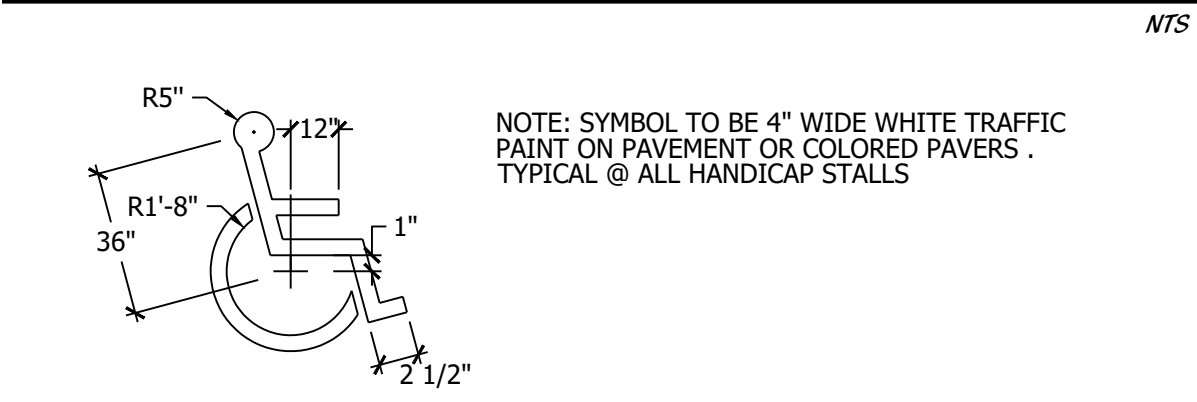 NTS
R5"
12"
NOTE: SYMBOL TO BE 4" WIDE WHITE TRAFFIC
PAINT ON PAVEMENT OR COLORED PAVERS .
TYPICAL @ ALL HANDICAP STALLS
R1'-8"
1"
36"
2 1/2"